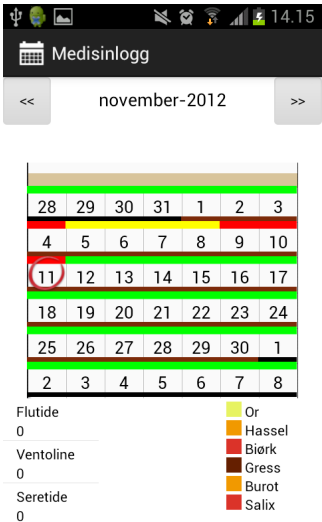 14.15
Medisinlogg
<< november-2012 >>
28 29 30 31 1 2 3
4 5 6 7 8 9 10
11 12 13 14 15 16 17
18 19 20 21 22 23 24
25 26 27 28 29 30 1
2 3 4 5 6 7 8
Flutide
0
Ventoline
0
Seretide
0
Or
Hassel
Biørk
Gress
Burot
Salix